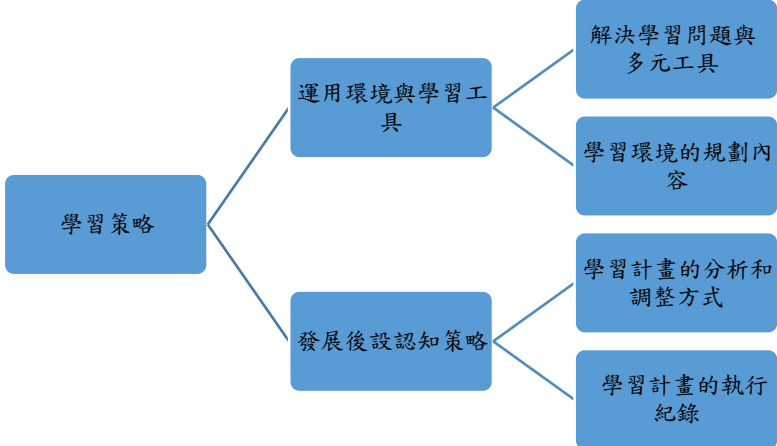 學習策略
運用環境與學習工
具
解決學習問題與
多元工具
學習環境的規劃內
容
發展後設認知策略
學習計畫的分析和
調整方式
學習計畫的執行
紀錄